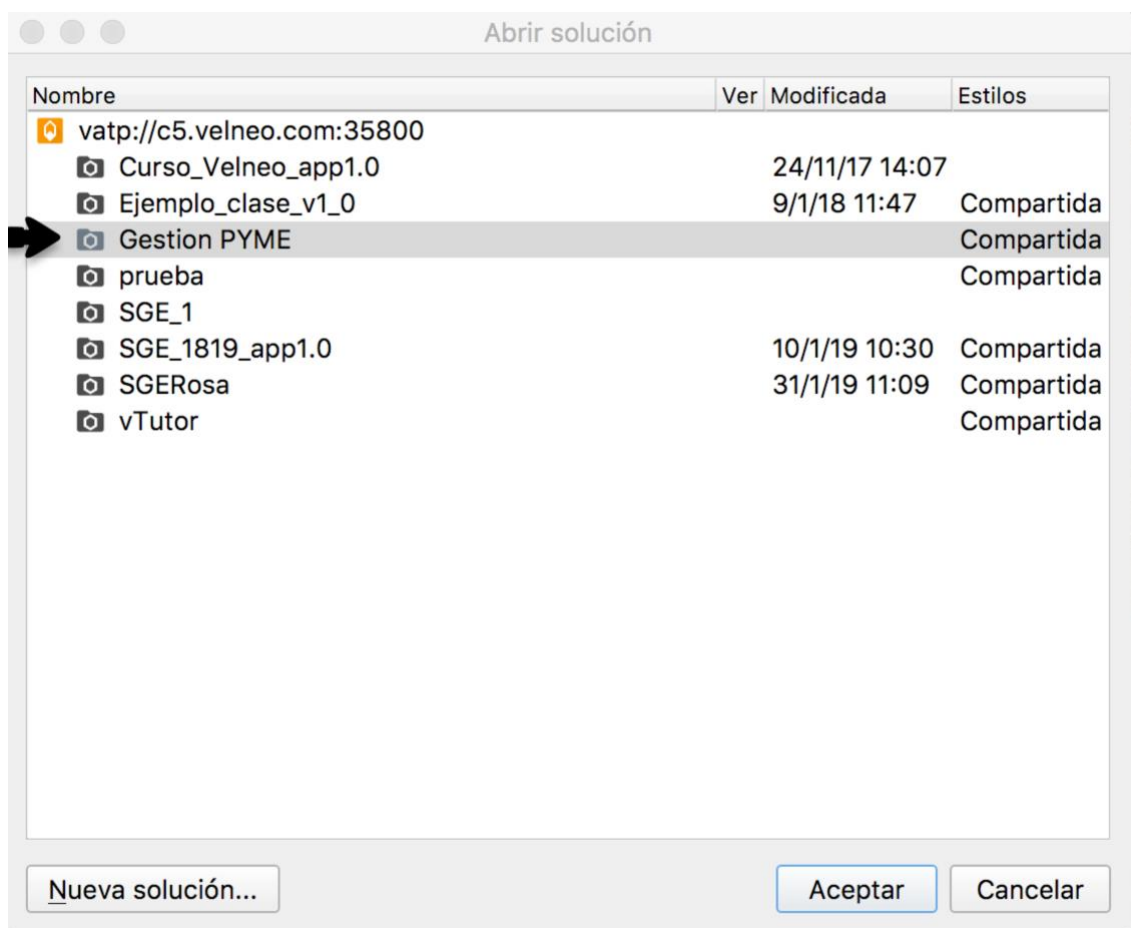 Abrir solución
Nombre Ver Modificada Estilos
vatp://c5.velneo.com:35800
Curso_Velneo_app1.0 24/11/17 14:07
Ejemplo_clase_v1_0 9/1/18 11:47 Compartida
Gestion PYME Compartida
prueba Compartida
SGE_1
SGE_1819_app1.0 10/1/19 10:30 Compartida
SGERosa 31/1/19 11:09 Compartida
vTutor Compartida
Nueva solución... Aceptar Cancelar